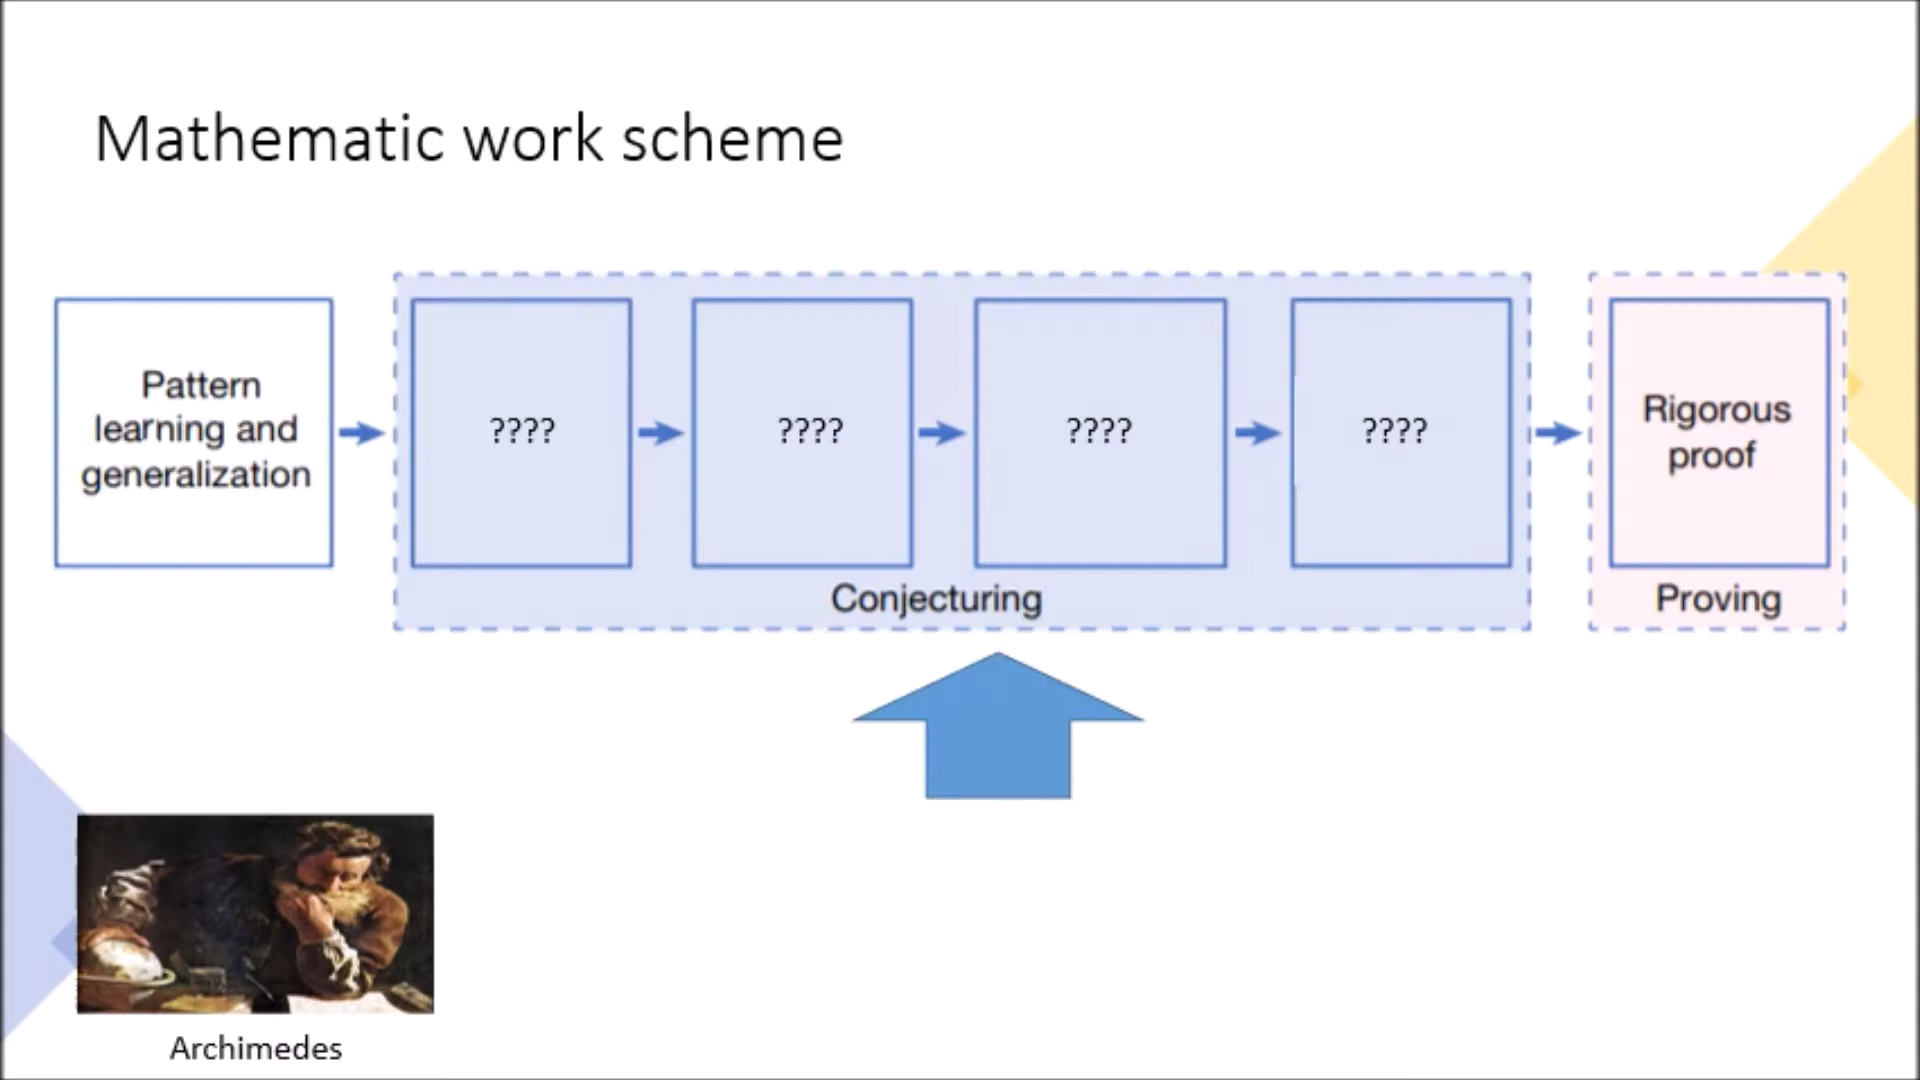 Mathematic work scheme
Pattern
learning and
generalization
????
????
????
????
Conjecturing
Rigorous
proof
Proving
Archimedes